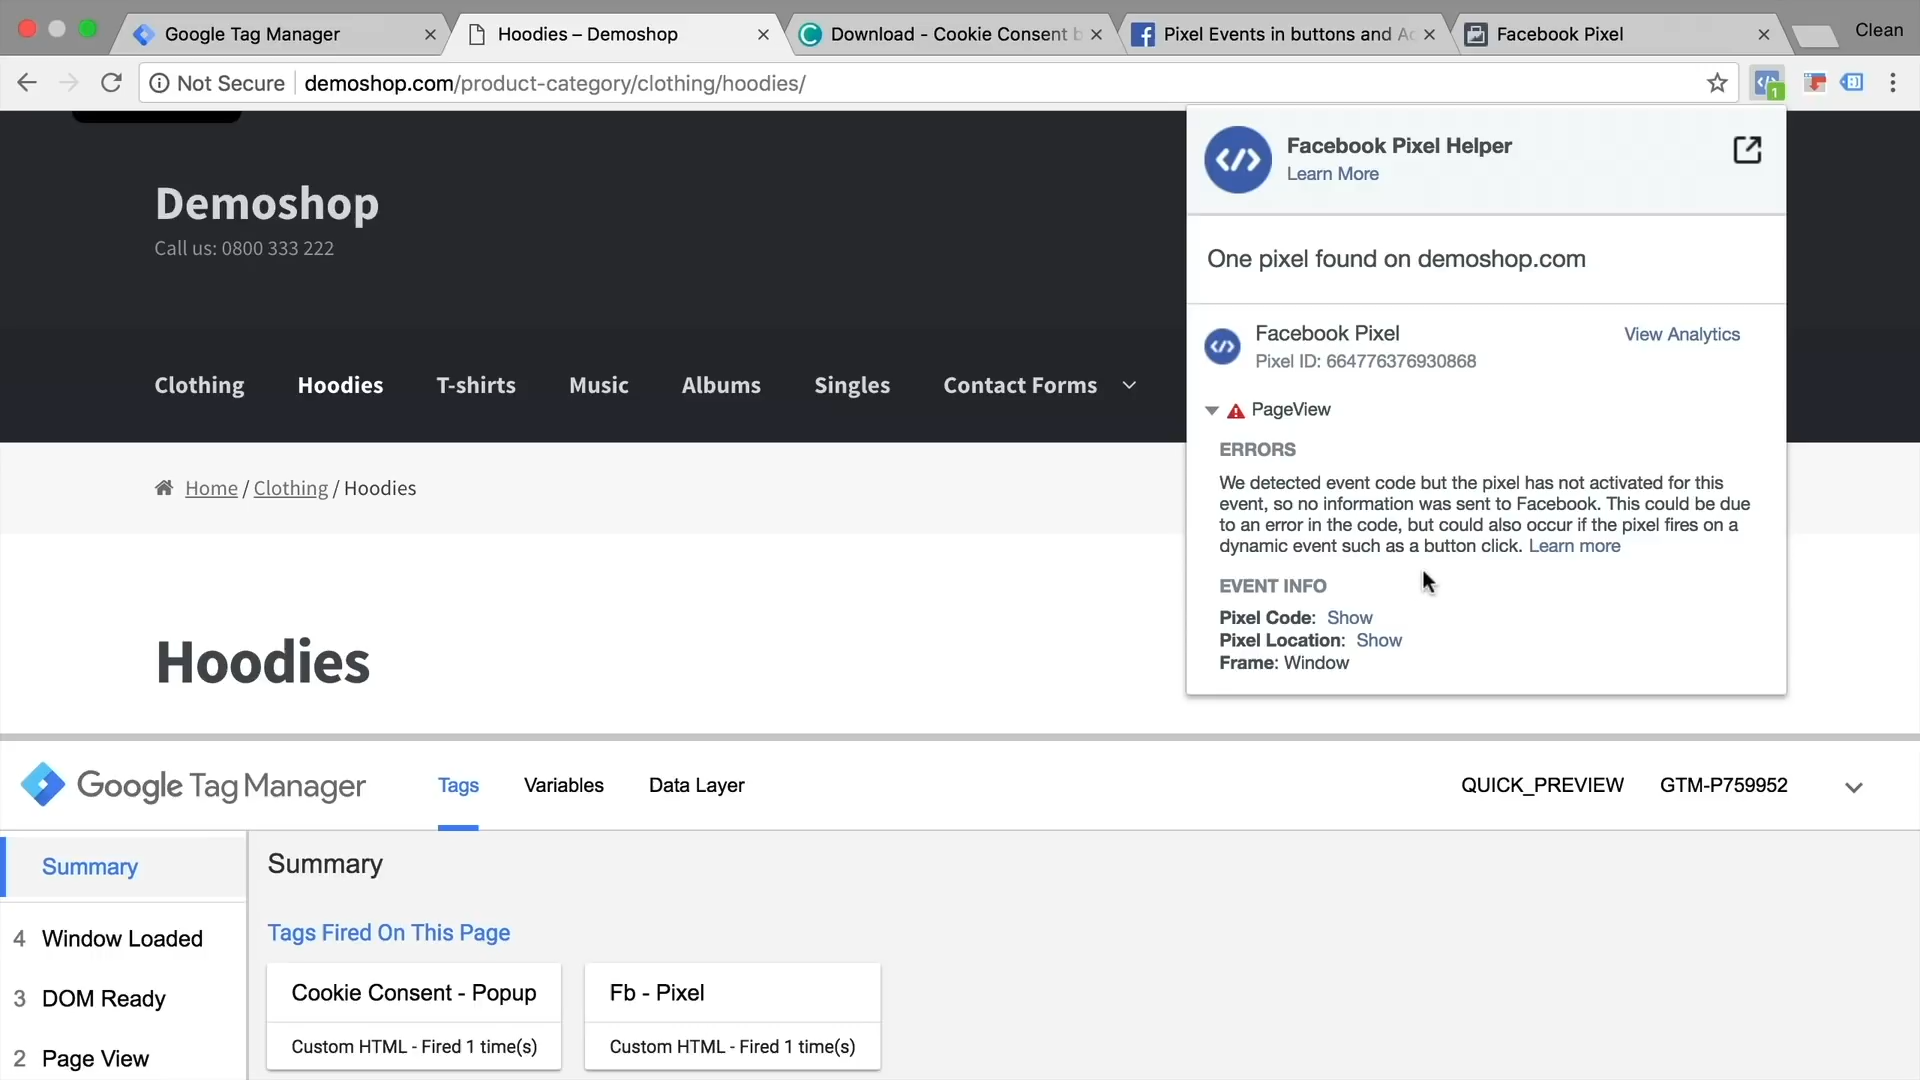 Google Tag Manager
Hoodies – Demoshop
Download - Cookie Consent b
Pixel Events in buttons and Ac
Facebook Pixel
Clean
Not Secure
demoshop.com/product-category/clothing/hoodies/
1
Demoshop
Call us: 0800 333 222
Clothing
Hoodies
T-shirts
Music
Albums
Singles
Contact Forms
Home / Clothing / Hoodies
Hoodies
Facebook Pixel Helper
Learn More
One pixel found on demoshop.com
Facebook Pixel
View Analytics
Pixel ID: 664776376930868
PageView
ERRORS
We detected event code but the pixel has not activated for this
event, so no information was sent to Facebook. This could be due
to an error in the code, but could also occur if the pixel fires on a
dynamic event such as a button click. Learn more
EVENT INFO
Pixel Code: Show
Pixel Location: Show
Frame: Window
Google Tag Manager
Tags
Variables
Data Layer
QUICK_PREVIEW
GTM-P759952
Summary
4 Window Loaded
3 DOM Ready
2 Page View
Summary
Tags Fired On This Page
Cookie Consent - Popup
Custom HTML - Fired 1 time(s)
Fb - Pixel
Custom HTML - Fired 1 time(s)